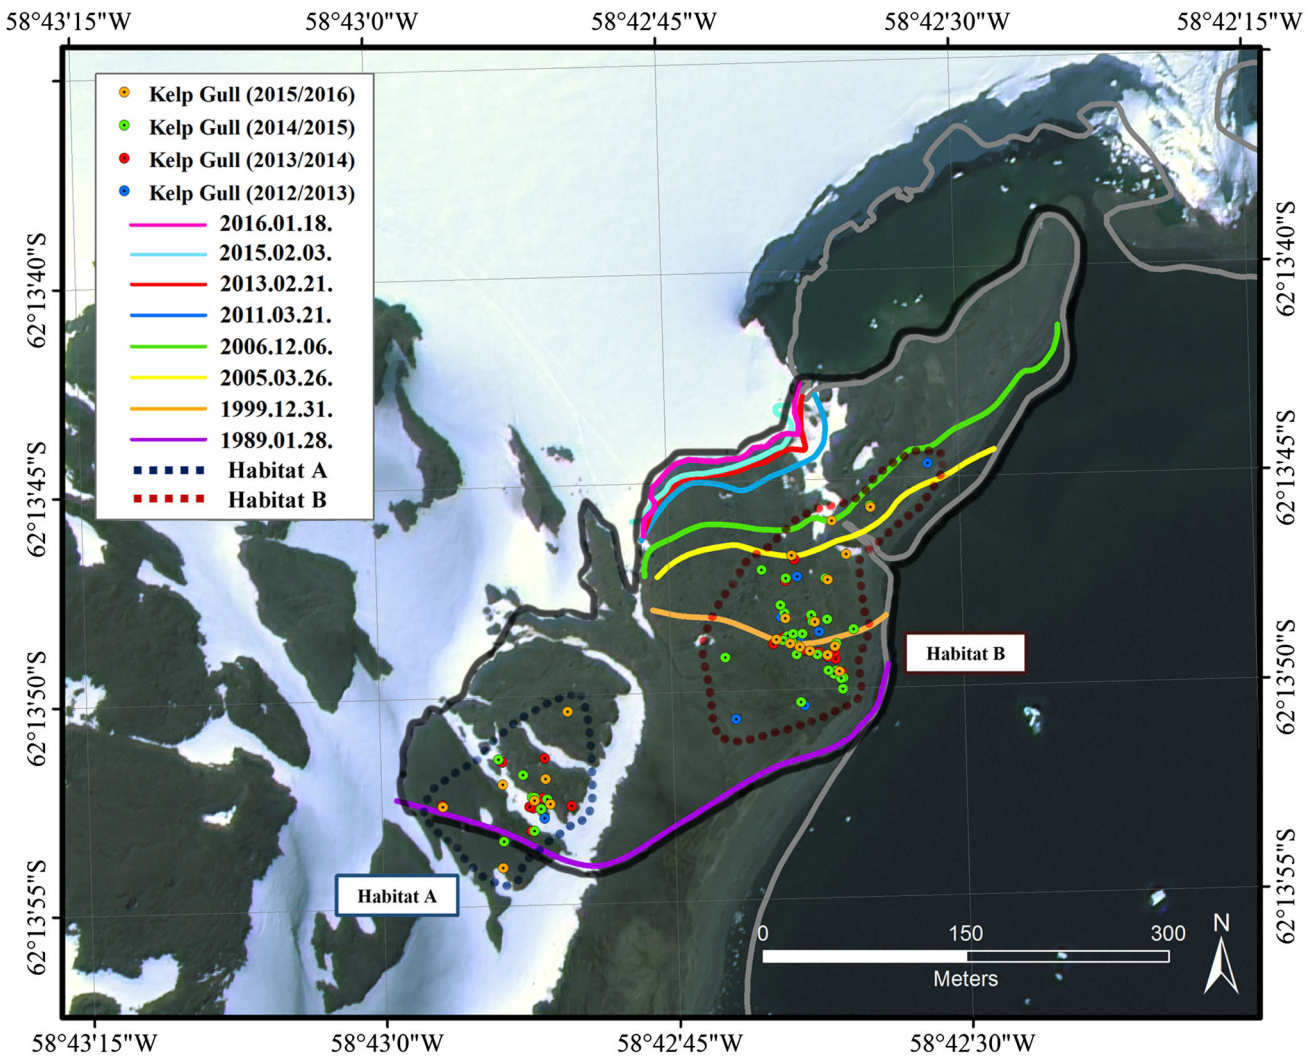 58°43'15"W 58°43'0"W 58°42'45"W 58°42'30"W 58°42'15"W
Kelp Gull (2015/2016)
Kelp Gull (2014/2015)
Kelp Gull (2013/2014)
Kelp Gull (2012/2013)
2016.01.18.
2015.02.03.
2013.02.21.
2011.03.21.
2006.12.06.
2005.03.26.
1999.12.31.
1989.01.28.
Habitat A
Habitat B
62°13'40"S
62°13'45"S
62°13'50"S
62°13'55"S
62°13'40"S
62°13'45"S
62°13'50"S
62°13'55"S
Habitat B
Habitat A
N
0 150 300
Meters
58°43'15"W 58°43'0"W 58°42'45"W 58°42'30"W